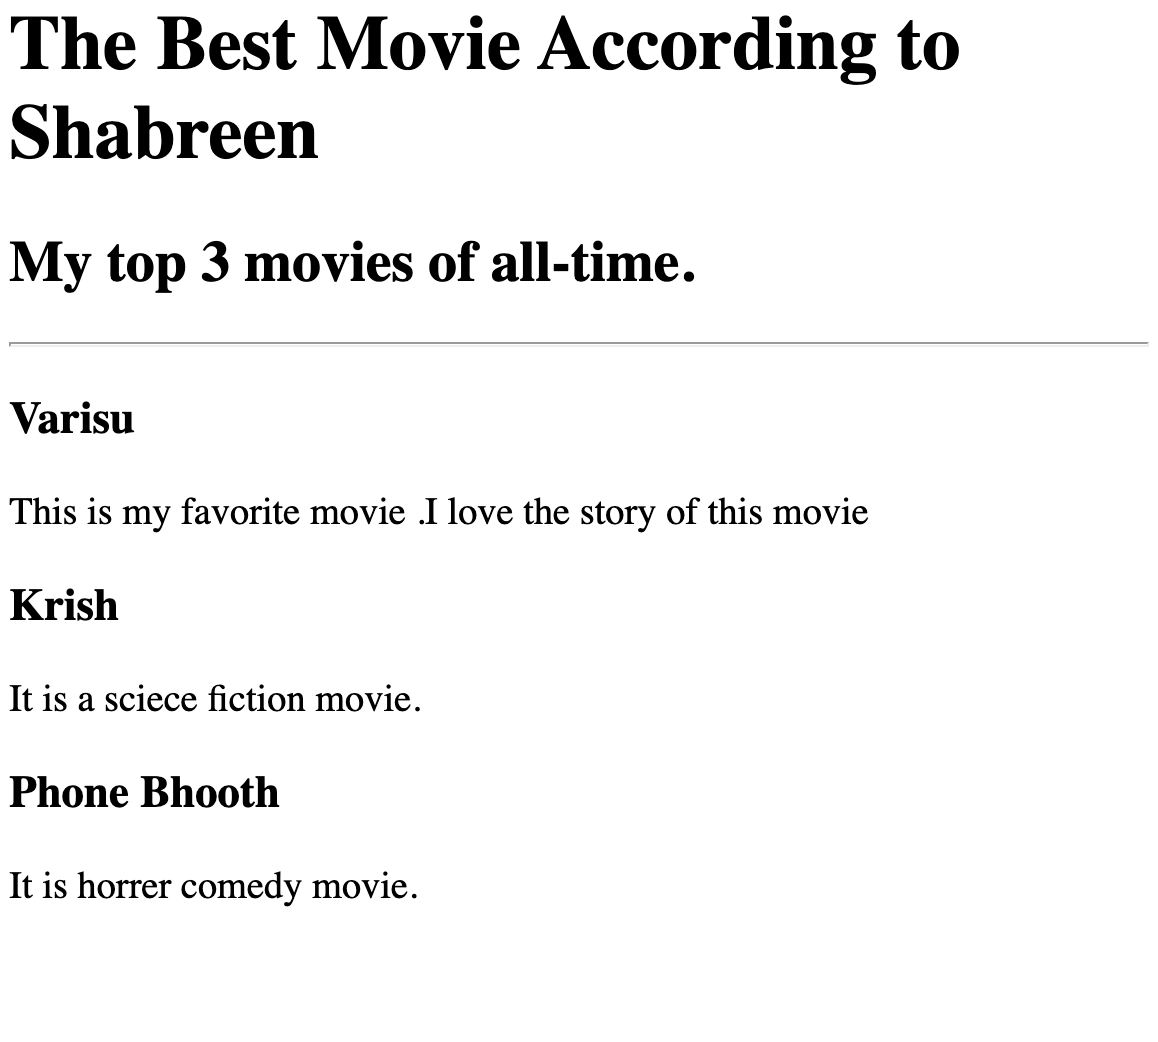 The Best Movie According to
Shabreen
My top 3 movies of all-time.
Varisu
This is my favorite movie .I love the story of this movie
Krish
It is a sciece fiction movie.
Phone Bhooth
It is horrer comedy movie.